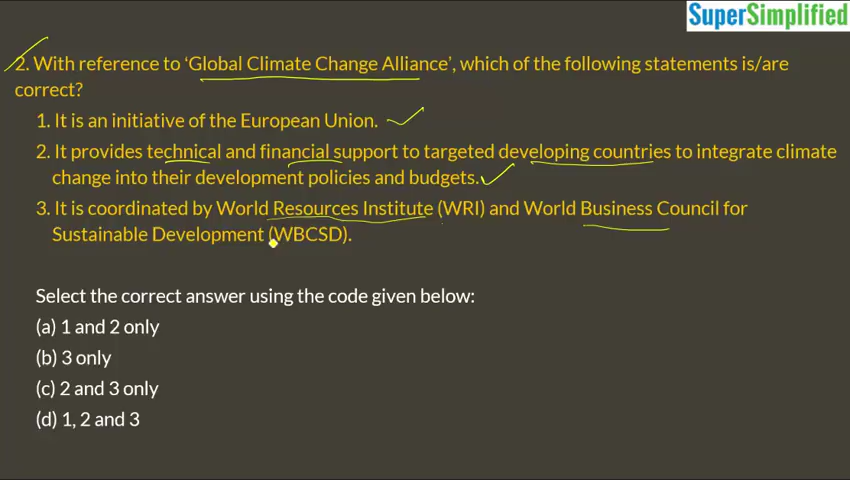 SuperSimplified
2. With reference to ‘Global Climate Change Alliance’, which of the following statements is/are
correct?
1. It is an initiative of the European Union.
2. It provides technical and financial support to targeted developing countries to integrate climate
change into their development policies and budgets.
3. It is coordinated by World Resources Institute (WRI) and World Business Council for
Sustainable Development (WBCSD).
Select the correct answer using the code given below:
(a) 1 and 2 only
(b) 3 only
(c) 2 and 3 only
(d) 1, 2 and 3